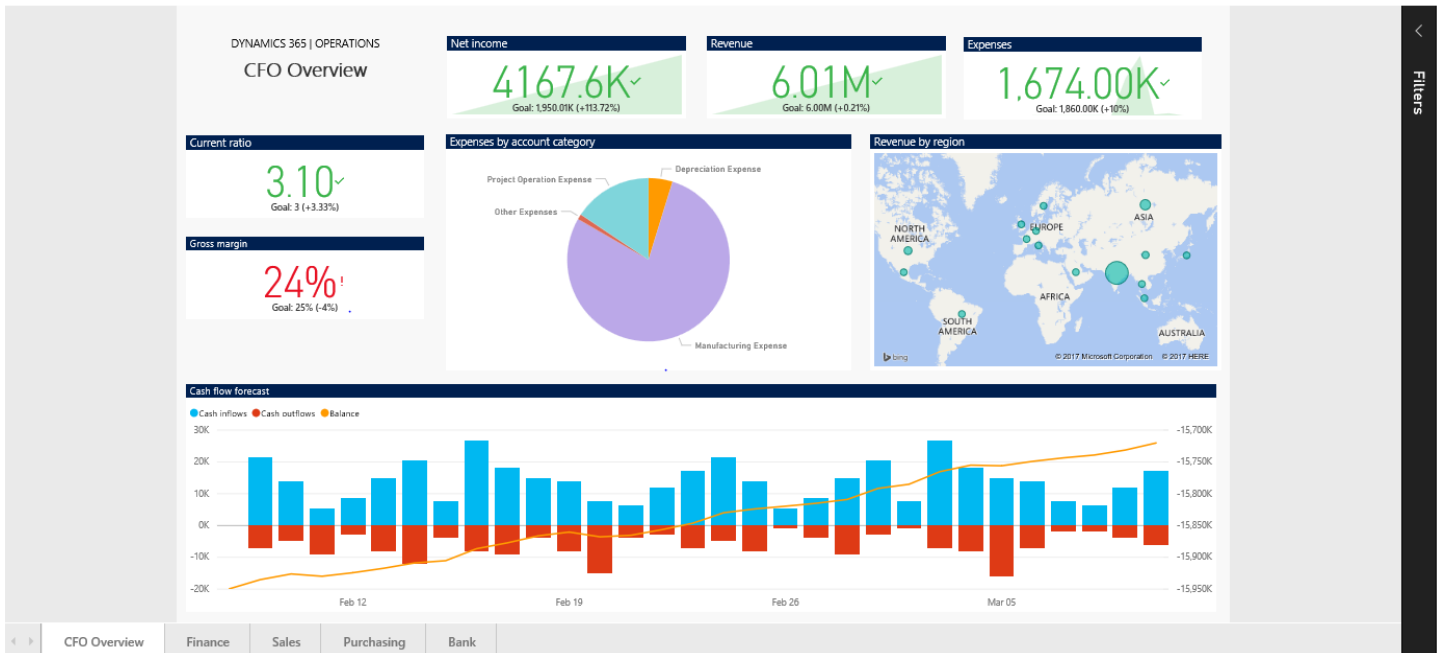 DYNAMICS 365 | OPERATIONS
CFO Overview
Net income
4167.6K
Goal: 1,950.01K (+113.72%)
Revenue
6.01M
Goal: 6.00M (+0.21%)
Expenses
1,674.00K
Goal: 1,860.00K (+10%)
Filters
Current ratio
3.10
Goal: 3 (+3.33%)
Gross margin
24%!
Goal: 25% (-4%)
Expenses by account category
Depreciation Expense
Project Operation Expense
Other Expenses
Manufacturing Expense
Revenue by region
NORTH
AMERICA
EUROPE
ASIA
AFRICA
SOUTH
AMERICA
AUSTRALIA
bing
© 2017 Microsoft Corporation © 2017 HERE
Cash flow forecast
Cash inflows Cash outflows Balance
30K -15,700K
20K -15,750K
10K -15,800K
0K -15,850K
-10K -15,900K
-20K -15,950K
Feb 12 Feb 19 Feb 26 Mar 05
CFO Overview Finance Sales Purchasing Bank